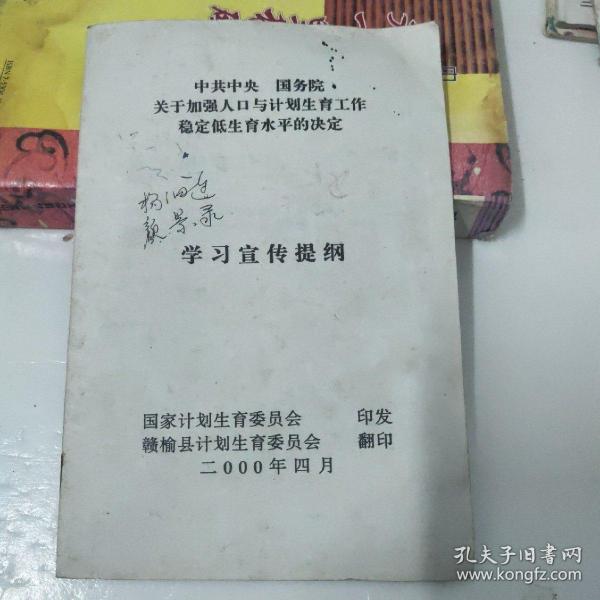 中共中央 国务院
关于加强人口与计划生育工作
稳定低生育水平的决定
学习宣传提纲
国家计划生育委员会 印发
赣榆县计划生育委员会 翻印
二000年四月
孔夫子旧书网
www.kongfz.com